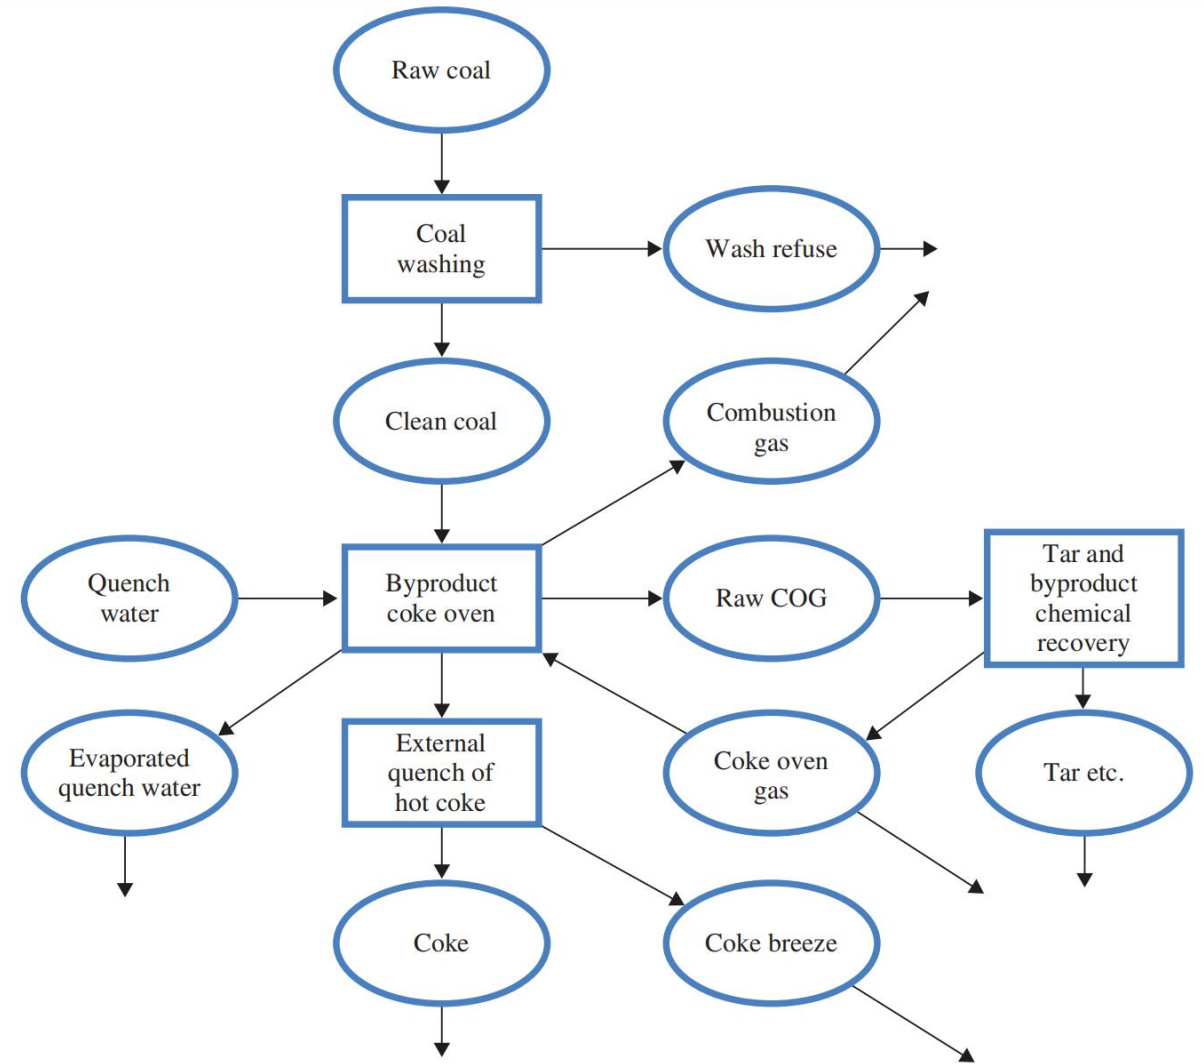 Raw coal
Coal
washing
Wash refuse
Clean coal
Combustion
gas
Quench
water
Byproduct
coke oven
Raw COG
Tar and
byproduct
chemical
recovery
Evaporated
quench water
External
quench of
hot coke
Coke oven
gas
Tar etc.
Coke
Coke breeze